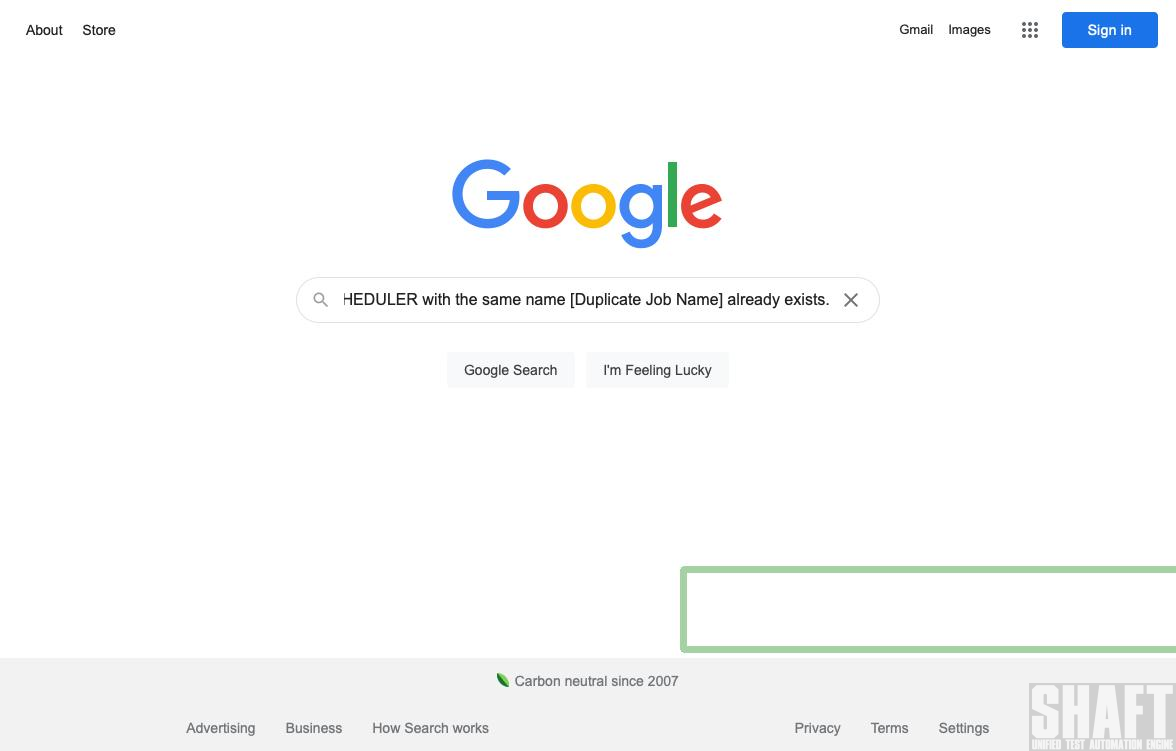 About Store
Gmail Images
Sign in
Google
HEDULER with the same name [Duplicate Job Name] already exists.
Google Search
I'm Feeling Lucky
Carbon neutral since 2007
Advertising Business How Search works
Privacy Terms Settings
SHAFT
UNIFIED TEST AUTOMATION ENGINE